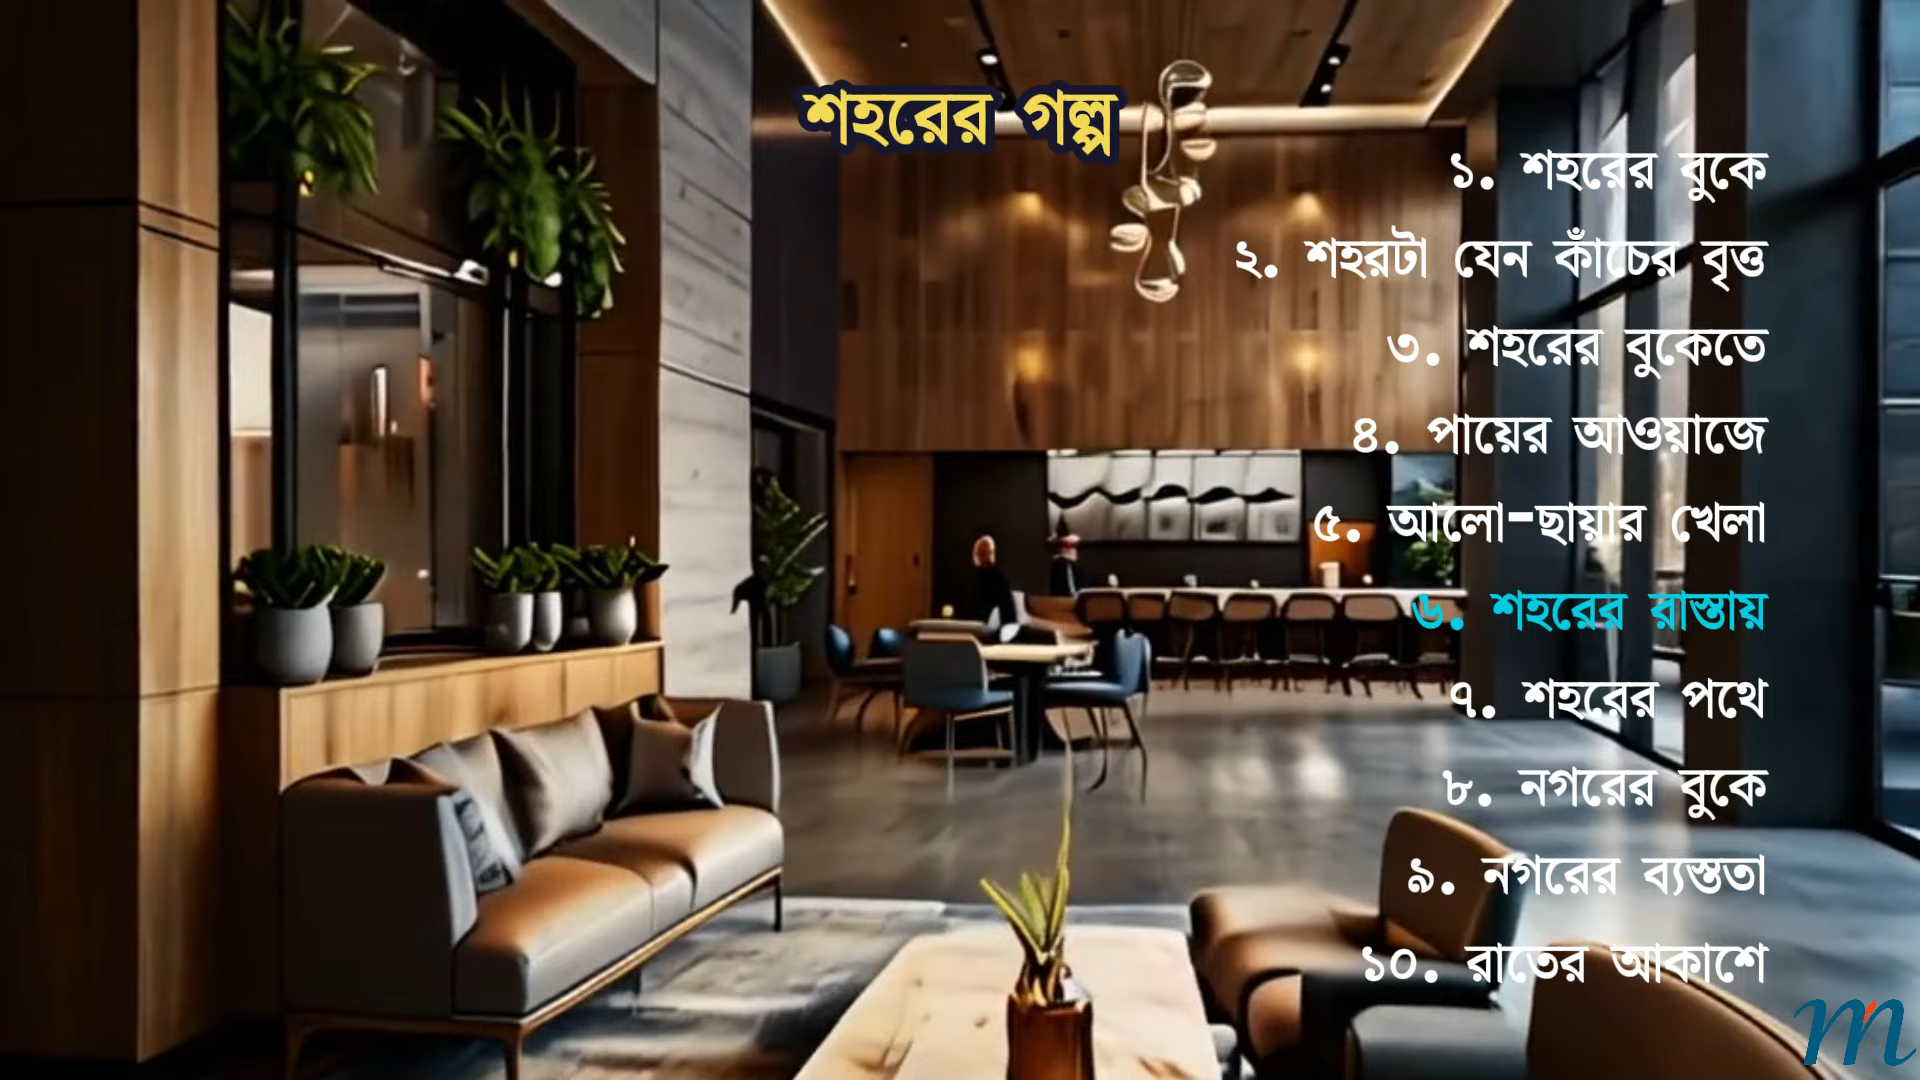 শহরের গল্প
১. শহরের বুকে
২. শহরটা যেন কাঁচের বৃত্ত
৩. শহরের বুকেতে
৪. পায়ের আওয়াজে
৫. আলো-ছায়ার খেলা
৬. শহরের রাস্তায়
৭. শহরের পথে
৮. নগরের বুকে
৯. নগরের ব্যস্ততা
১০. রাতের আকাশে
m